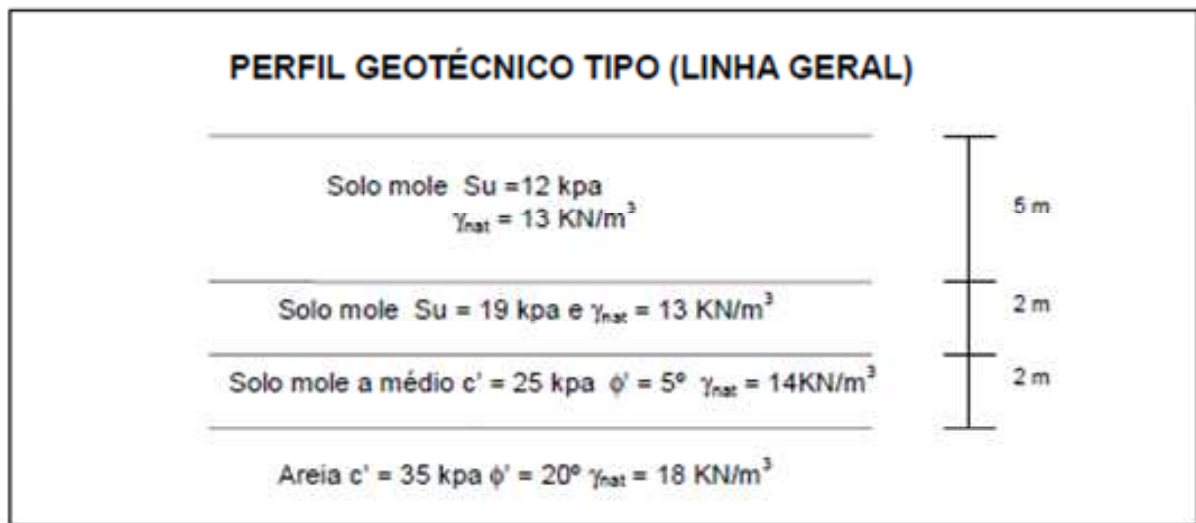 PERFIL GEOTÉCNICO TIPO (LINHA GERAL)
Solo mole Su =12 kpa
γnat = 13 KN/m³
5 m
Solo mole Su = 19 kpa e γnat = 13 KN/m³
2 m
Solo mole a médio c' = 25 kpa ϕ' = 5º γnat = 14KN/m³
2 m
Areia c' = 35 kpa ϕ' = 20º γnat = 18 KN/m³